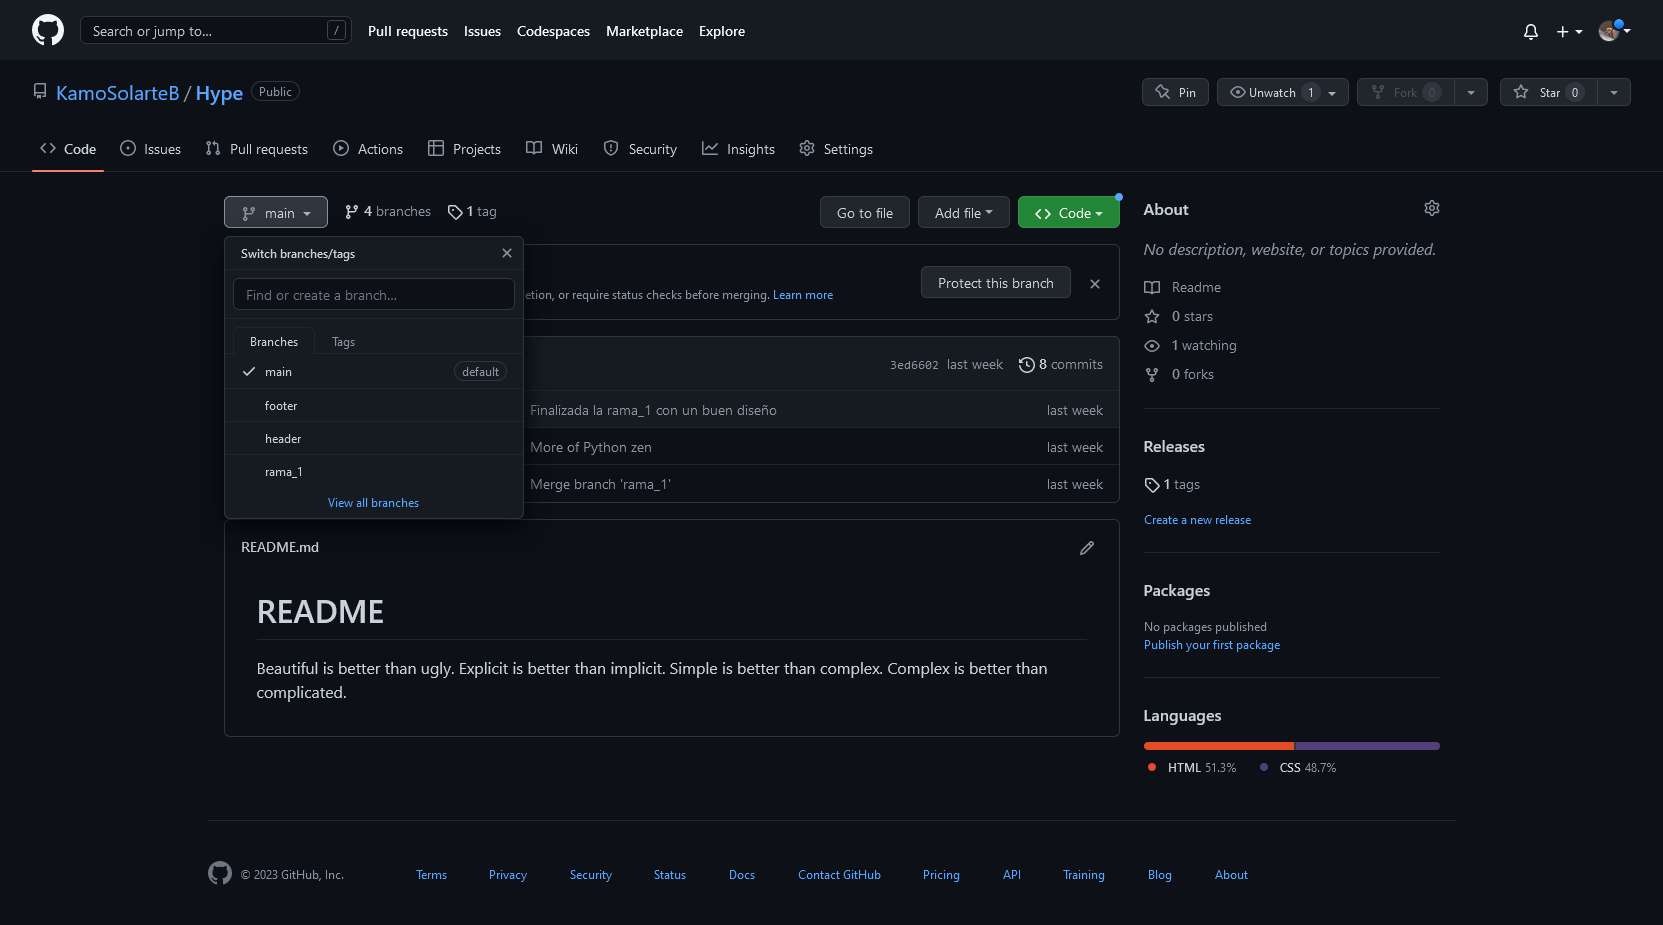 Search or jump to... / Pull requests Issues Codespaces Marketplace Explore
KamoSolarteB / Hype Public Pin Unwatch 1 Fork 0 Star 0
Code Issues Pull requests Actions Projects Wiki Security Insights Settings
main 4 branches 1 tag Go to file Add file Code
Switch branches/tags
Find or create a branch...
Branches Tags
main default
footer
header
rama_1
View all branches
Protect this branch
etion, or require status checks before merging. Learn more
3ed6602 last week 8 commits
Finalizada la rama_1 con un buen diseño last week
More of Python zen last week
Merge branch 'rama_1' last week
README.md
README
Beautiful is better than ugly. Explicit is better than implicit. Simple is better than complex. Complex is better than
complicated.
About
No description, website, or topics provided.
Readme
0 stars
1 watching
0 forks
Releases
1 tags
Create a new release
Packages
No packages published
Publish your first package
Languages
HTML 51.3% CSS 48.7%
© 2023 GitHub, Inc. Terms Privacy Security Status Docs Contact GitHub Pricing API Training Blog About